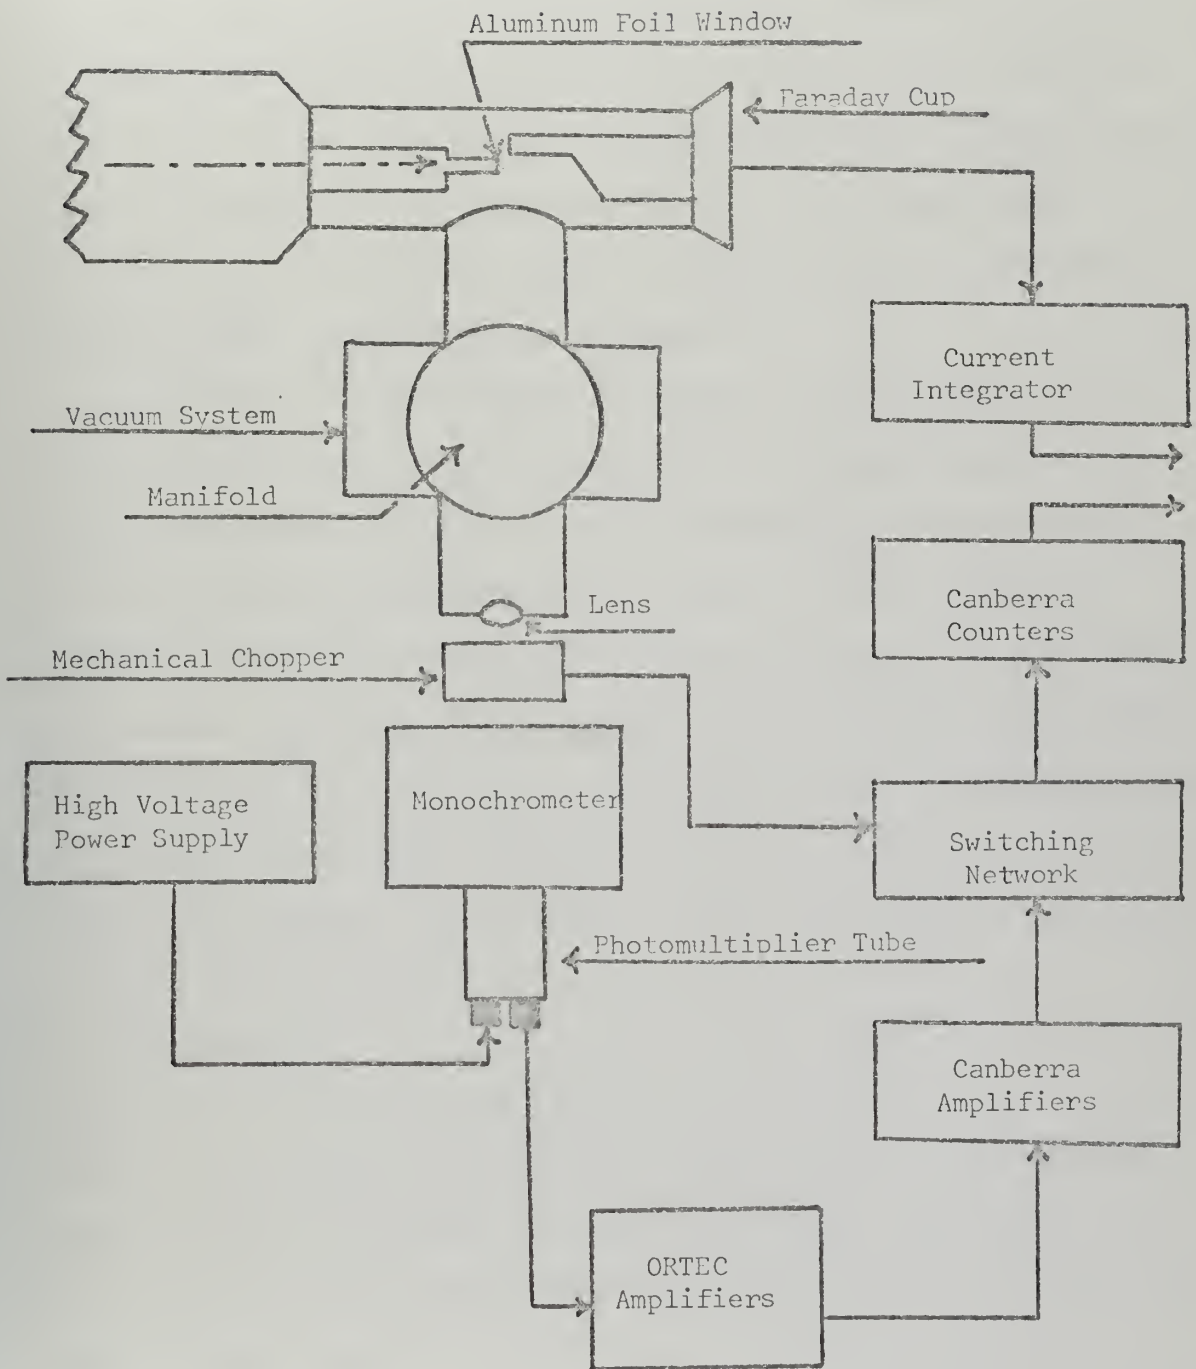 Aluminum Foil Window
Faraday Cup
Current
Integrator
Vacuum System
Manifold
Lens
Canberra
Counters
Mechanical Chopper
High Voltage
Power Supply
Monochrometer
Switching
Network
Photomultiplier Tube
Canberra
Amplifiers
ORTEC
Amplifiers